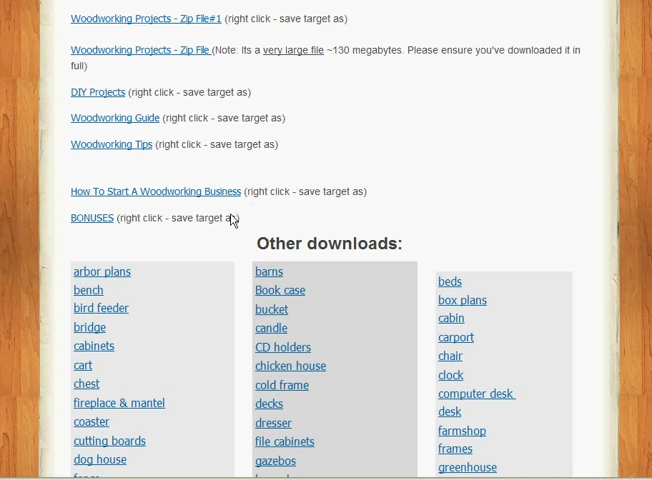 Woodworking Projects - Zip File#1 (right click - save target as)
Woodworking Projects - Zip File (Note: Its a very large file ~130 megabytes. Please ensure you've downloaded it in
full)
DIY Projects (right click - save target as)
Woodworking Guide (right click - save target as)
Woodworking Tips (right click - save target as)
How To Start A Woodworking Business (right click - save target as)
BONUSES (right click - save target as)
Other downloads:
arbor plans
bench
bird feeder
bridge
cabinets
cart
chest
fireplace & mantel
coaster
cutting boards
dog house
barns
Book case
bucket
candle
CD holders
chicken house
cold frame
decks
dresser
file cabinets
gazebos
beds
box plans
cabin
carport
chair
clock
computer desk
desk
farmshop
frames
greenhouse